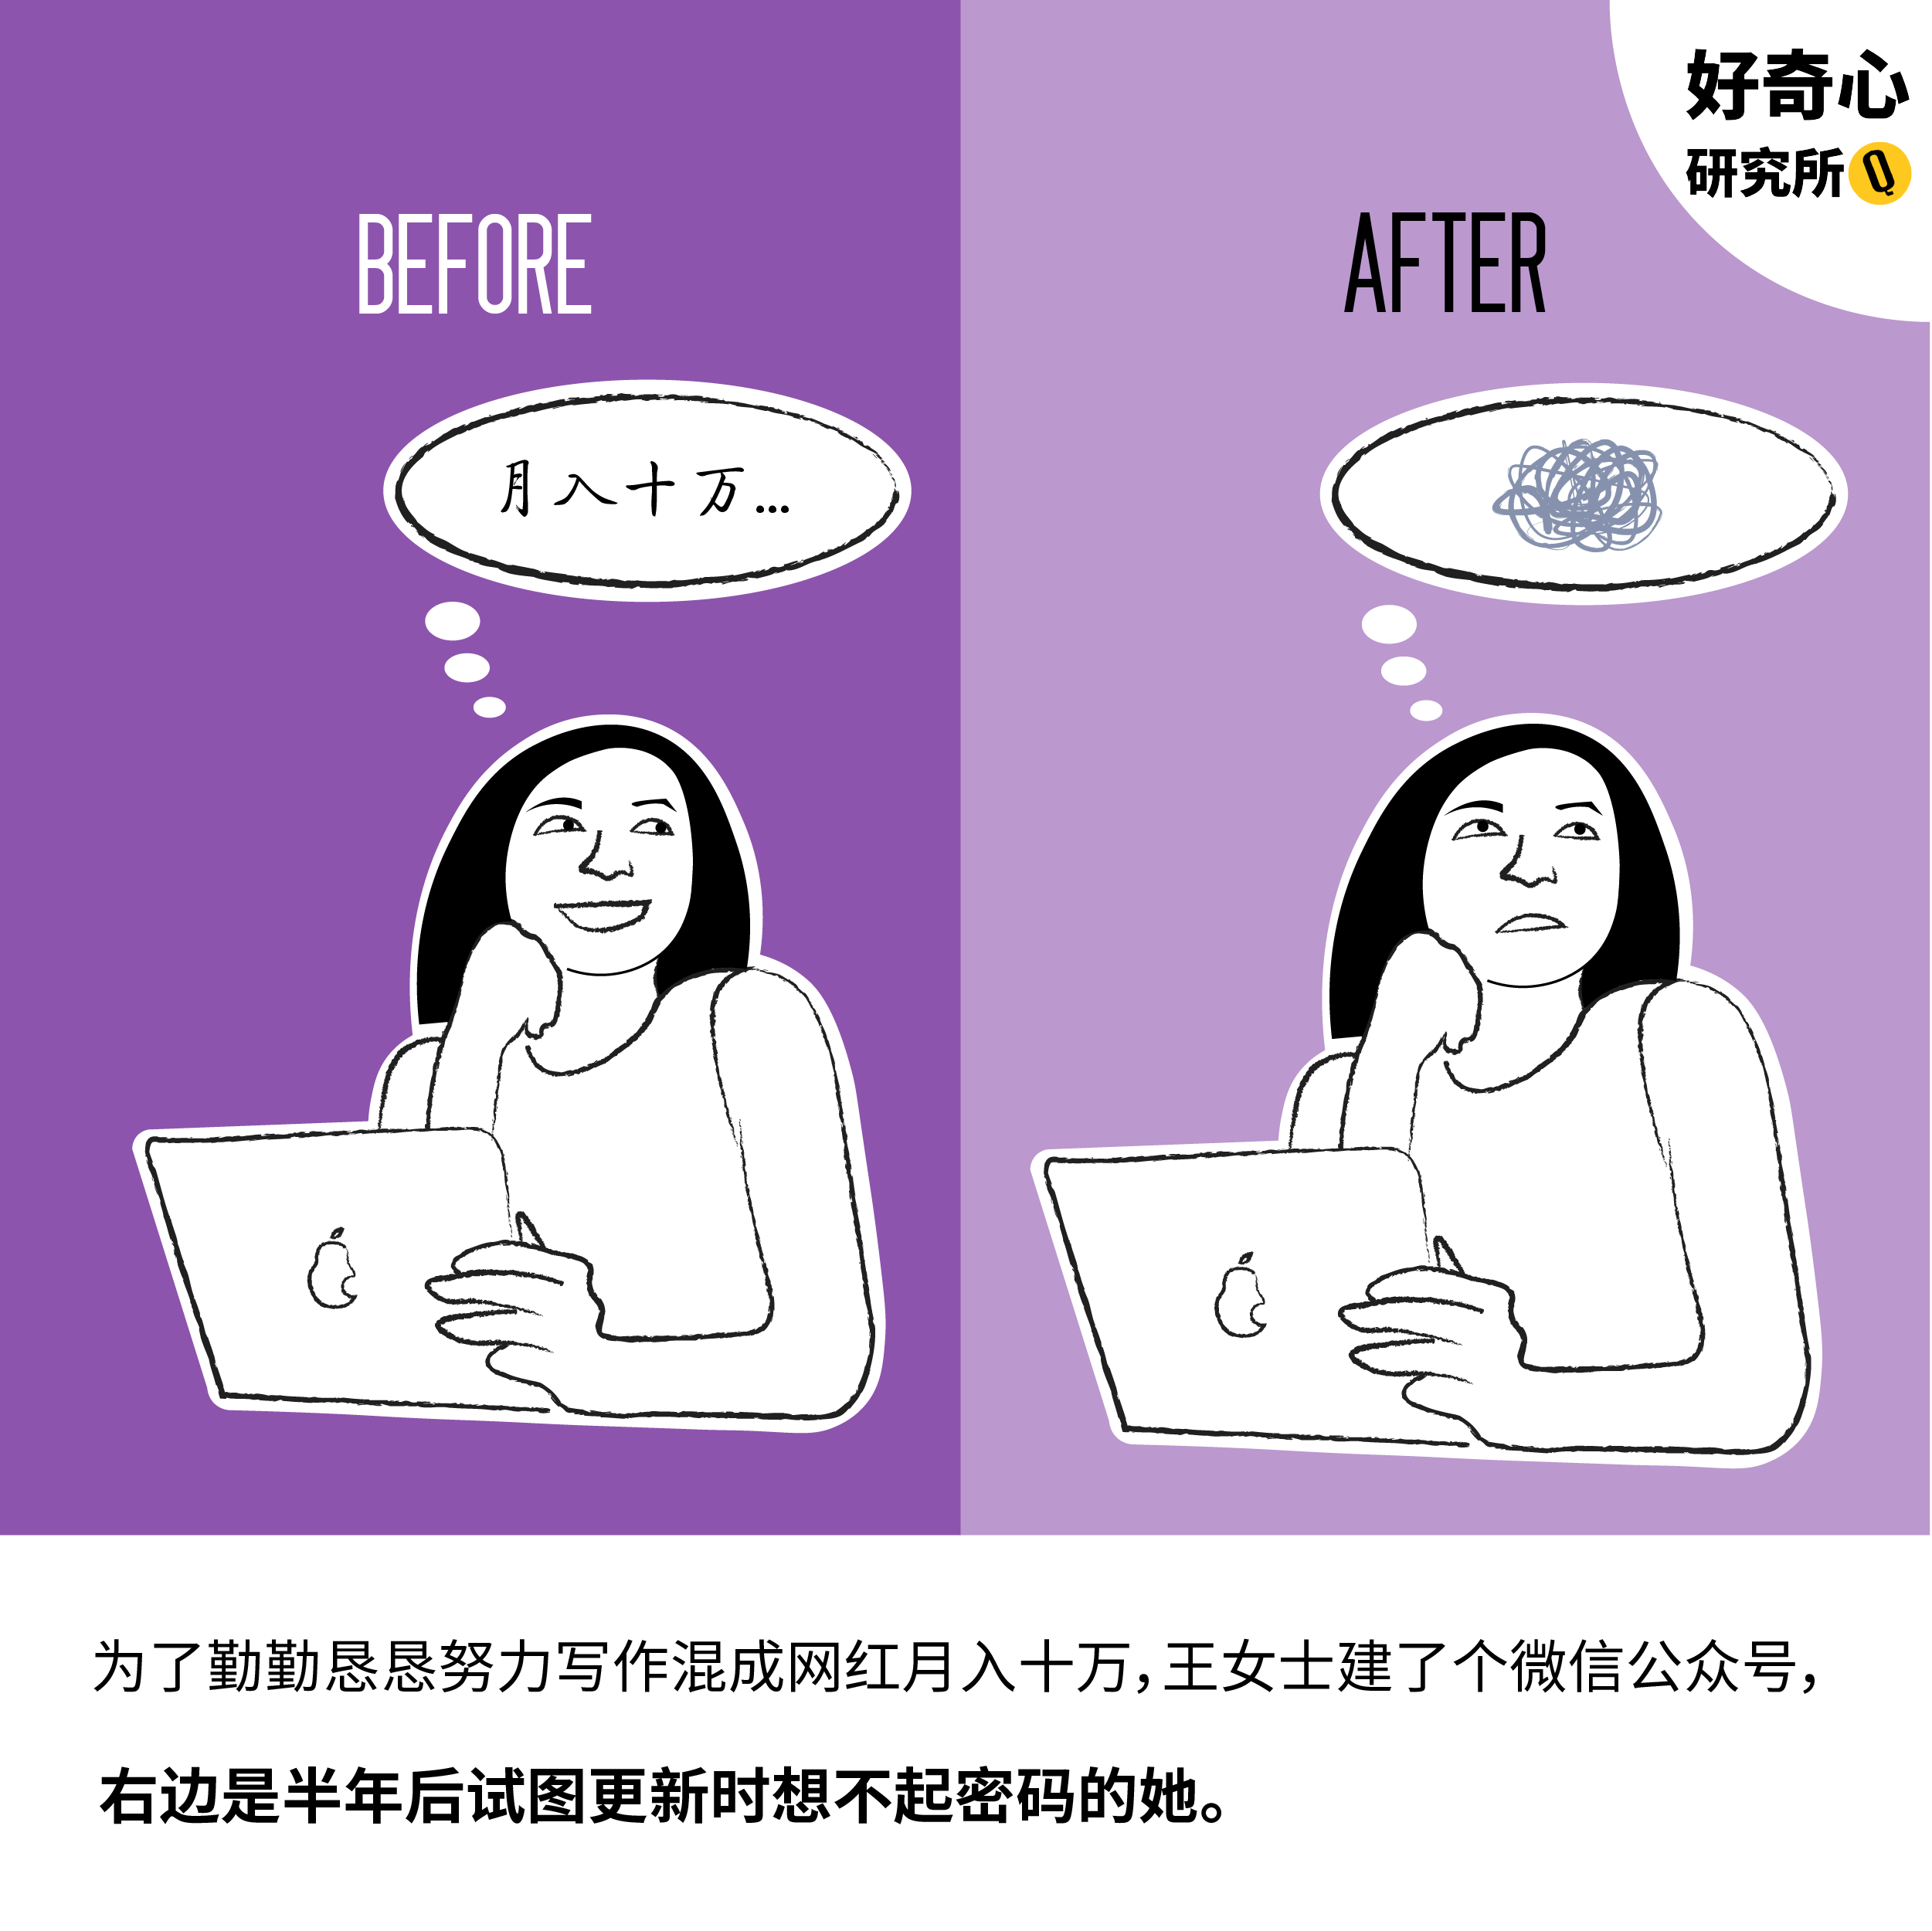 好奇心
研究所
BEFORE
AFTER
月入十万...
为了勤勤恳恳努力写作混成网红月入十万，王女士建了个微信公众号，
右边是半年后试图更新时想不起密码的她。